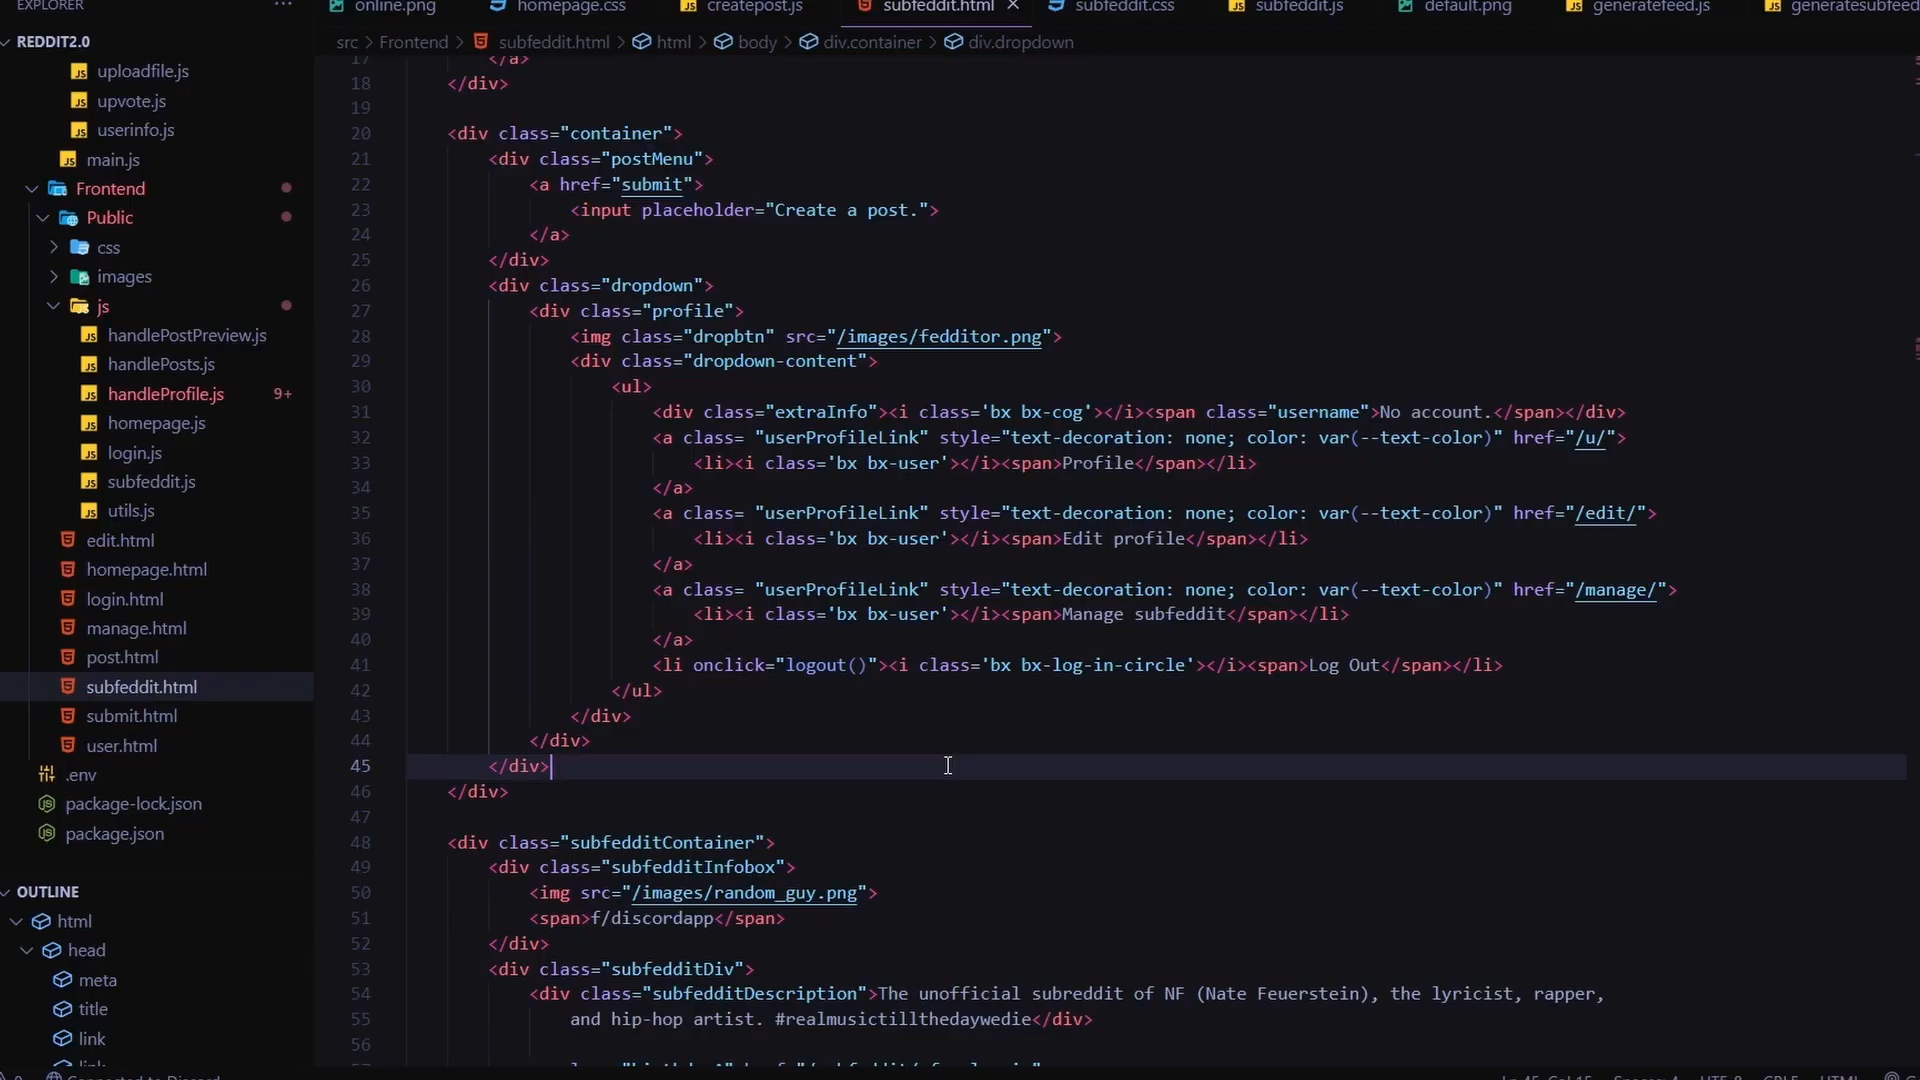 EXPLORER
...
online.png
homepage.css
createpost.js
subfeddit.html
subfeddit.css
subfeddit.js
default.png
generatefeed.js
REDDIT2.0
src > Frontend > subfeddit.html > html > body > div.container > div.dropdown
uploadfile.js
upvote.js
userinfo.js
main.js
Frontend
Public
css
images
js
handlePostPreview.js
handlePosts.js
handleProfile.js 9+
homepage.js
login.js
subfeddit.js
utils.js
edit.html
homepage.html
login.html
manage.html
post.html
subfeddit.html
submit.html
user.html
.env
package-lock.json
package.json
OUTLINE
html
head
meta
title
link
17 </a>
18 </div>
19
20 <div class="container">
21 <div class="postMenu">
22 <a href="submit">
23 <input placeholder="Create a post.">
24 </a>
25 </div>
26 <div class="dropdown">
27 <div class="profile">
28 <img class="dropbtn" src="/images/fedditor.png">
29 <div class="dropdown-content">
30 <ul>
31 <div class="extraInfo"><i class='bx bx-cog'></i><span class="username">No account.</span></div>
32 <a class= "userProfileLink" style="text-decoration: none; color: var(--text-color)" href="/u/">
33 <li><i class='bx bx-user'></i><span>Profile</span></li>
34 </a>
35 <a class= "userProfileLink" style="text-decoration: none; color: var(--text-color)" href="/edit/">
36 <li><i class='bx bx-user'></i><span>Edit profile</span></li>
37 </a>
38 <a class= "userProfileLink" style="text-decoration: none; color: var(--text-color)" href="/manage/">
39 <li><i class='bx bx-user'></i><span>Manage subfeddit</span></li>
40 </a>
41 <li onclick="logout()"><i class='bx bx-log-in-circle'></i><span>Log Out</span></li>
42 </ul>
43 </div>
44 </div>
45 </div>
46 </div>
47
48 <div class="subfedditContainer">
49 <div class="subfedditInfobox">
50 <img src="/images/random_guy.png">
51 <span>f/discordapp</span>
52 </div>
53 <div class="subfedditDiv">
54 <div class="subfedditDescription">The unofficial subreddit of NF (Nate Feuerstein), the lyricist, rapper,
55 and hip-hop artist. #realmusictillthedaywedie</div>
56